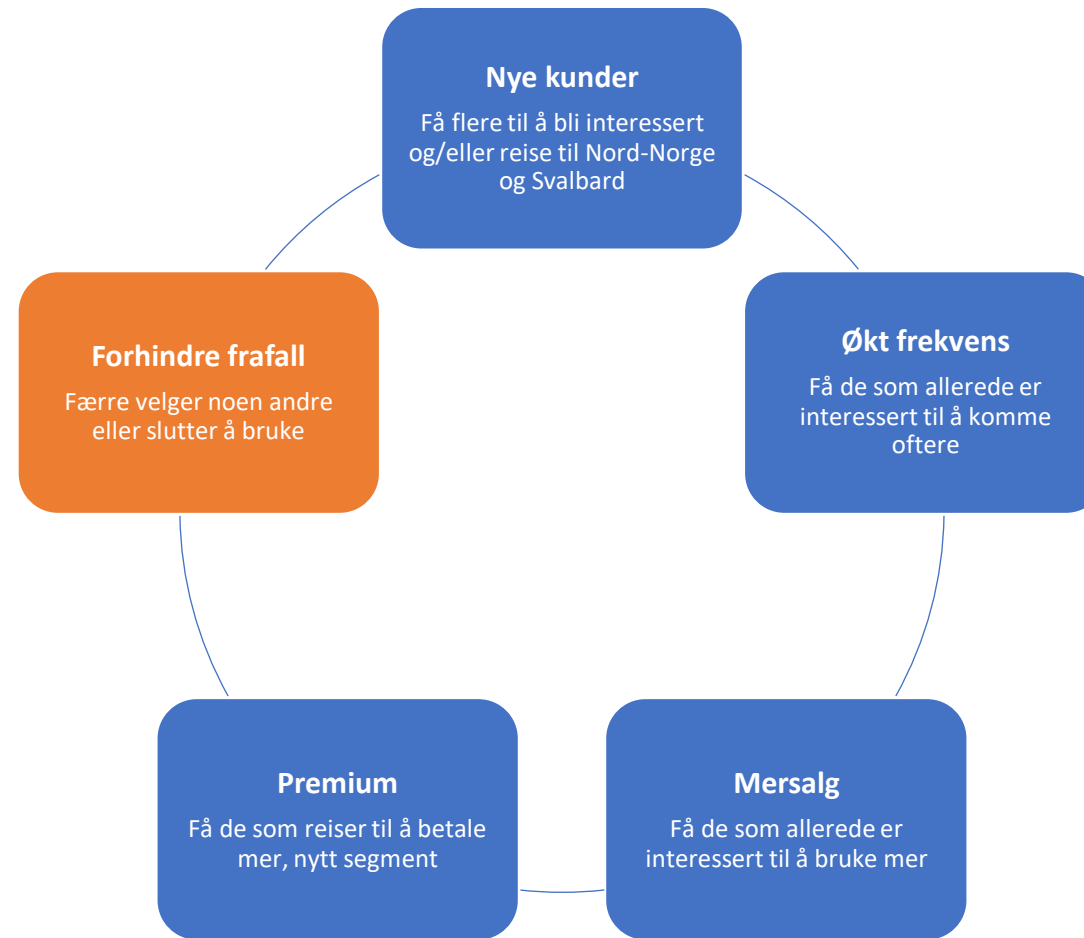 Nye kunder
Få flere til å bli interessert
og/eller reise til Nord-Norge
og Svalbard
Økt frekvens
Få de som allerede er
interessert til å komme
oftere
Mersalg
Få de som allerede er
interessert til å bruke mer
Premium
Få de som reiser til å betale
mer, nytt segment
Forhindre frafall
Færre velger noen andre
eller slutter å bruke